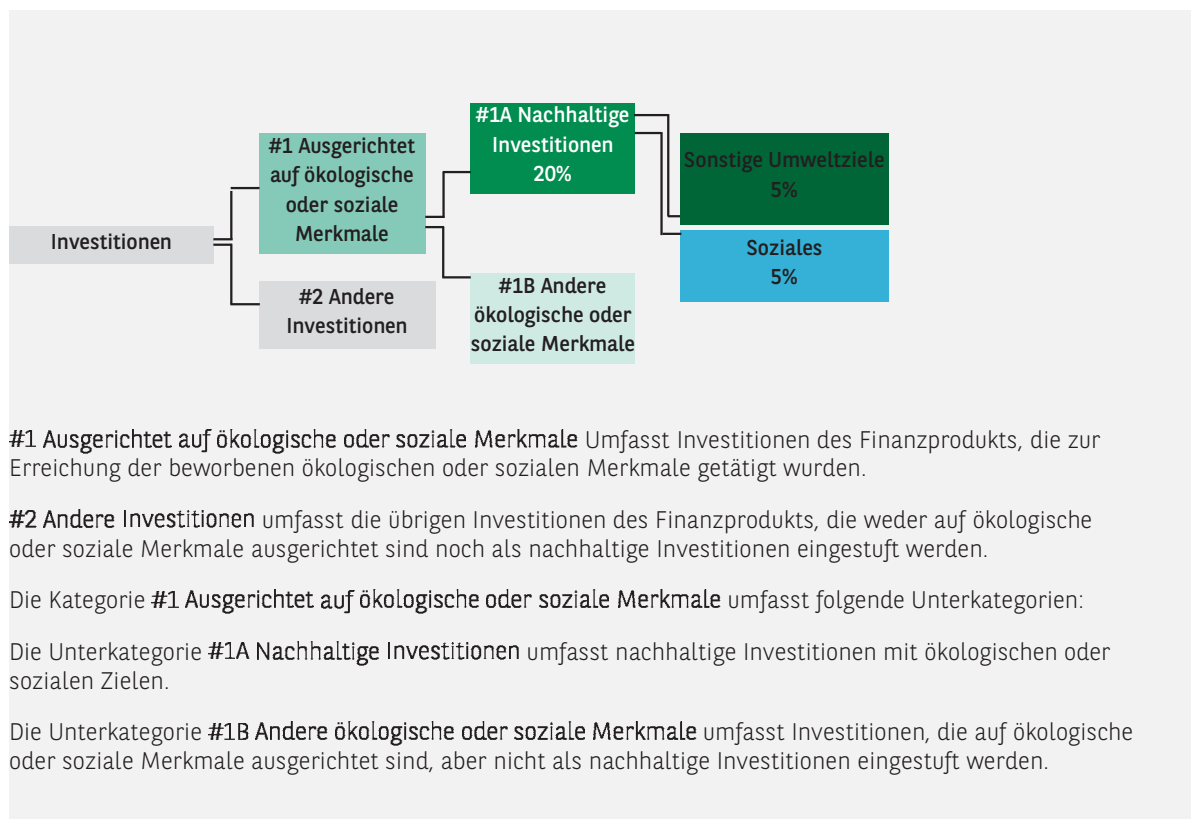 #1A Nachhaltige
Investitionen
20%
#1 Ausgerichtet
auf ökologische
oder soziale
Merkmale
Sonstige Umweltziele
5%
Investitionen
Soziales
5%
#2 Andere
Investitionen
#1B Andere
ökologische oder
soziale Merkmale
#1 Ausgerichtet auf ökologische oder soziale Merkmale Umfasst Investitionen des Finanzprodukts, die zur
Erreichung der beworbenen ökologischen oder sozialen Merkmale getätigt wurden.
#2 Andere Investitionen umfasst die übrigen Investitionen des Finanzprodukts, die weder auf ökologische
oder soziale Merkmale ausgerichtet sind noch als nachhaltige Investitionen eingestuft werden.
Die Kategorie #1 Ausgerichtet auf ökologische oder soziale Merkmale umfasst folgende Unterkategorien:
Die Unterkategorie #1A Nachhaltige Investitionen umfasst nachhaltige Investitionen mit ökologischen oder
sozialen Zielen.
Die Unterkategorie #1B Andere ökologische oder soziale Merkmale umfasst Investitionen, die auf ökologische
oder soziale Merkmale ausgerichtet sind, aber nicht als nachhaltige Investitionen eingestuft werden.